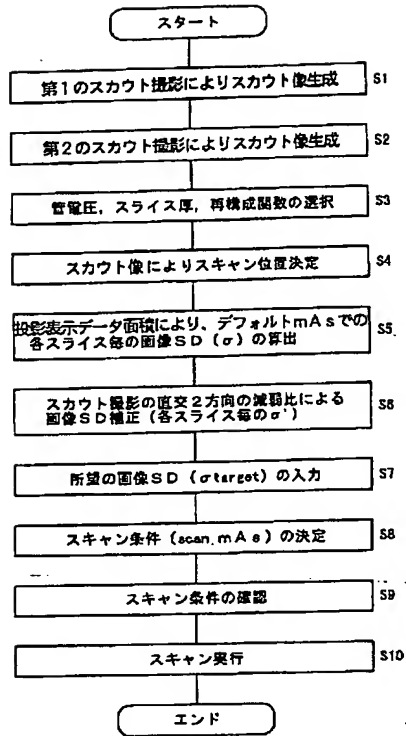 スタート
第1のスカウト撮影によりスカウト像生成
S1
第2のスカウト撮影によりスカウト像生成
S2
管電圧，スライス厚，再構成関数の選択
S3
スカウト像によりスキャン位置決定
S4
投影表示データ面積により、デフォルトmAsでの
各スライス毎の画像SD（σ）の算出
S5
スカウト撮影の直交2方向の減弱比による
画像SD補正（各スライス毎のσ'）
S6
所望の画像SD（σtarget）の入力
S7
スキャン条件（scan.mAs）の決定
S8
スキャン条件の確認
S9
スキャン実行
S10
エンド